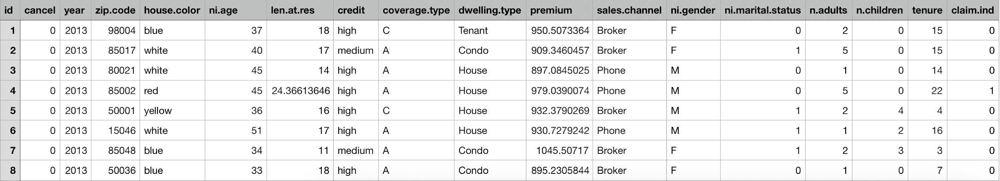 id cancel year zip.code house.color ni.age len.at.res credit coverage.type dwelling.type premium sales.channel ni.gender ni.marital.status n.adults n.children tenure claim.ind
1 0 2013 98004 blue 37 18 high C Tenant 950.5073364 Broker F 0 2 0 15 0
2 0 2013 85017 white 40 17 medium A Condo 909.3460457 Broker F 1 5 0 15 0
3 0 2013 80021 white 45 14 high A House 897.0845025 Phone M 0 1 0 14 0
4 0 2013 85002 red 45 24.36613646 high A House 979.0390074 Phone M 0 5 0 22 1
5 0 2013 50001 yellow 36 16 high C House 932.3790269 Broker M 1 2 4 4 0
6 0 2013 15046 white 51 17 high A House 930.7279242 Phone M 1 1 2 16 0
7 0 2013 85048 blue 34 11 medium A Condo 1045.50717 Broker F 1 2 3 3 0
8 0 2013 50036 blue 33 18 high A Condo 895.2305844 Broker F 0 1 0 7 0